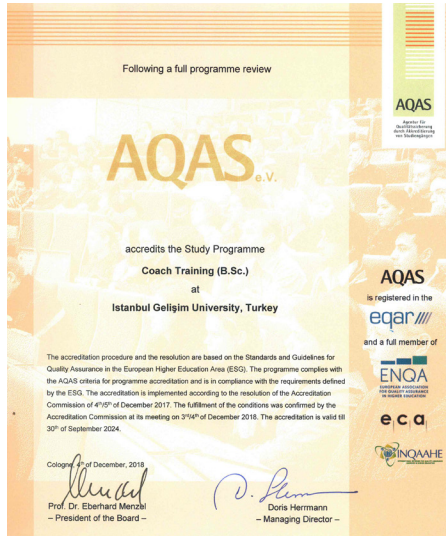 Following a full programme review
AQAS e.V.
accredits the Study Programme
Coach Training (B.Sc.)
at
Istanbul Gelişim University, Turkey
The accreditation procedure and the resolution are based on the Standards and Guidelines for
Quality Assurance in the European Higher Education Area (ESG). The programme complies with
the AQAS criteria for programme accreditation and is in compliance with the requirements defined
by the ESG. The accreditation is implemented according to the resolution of the Accreditation
Commission of 4th/5th of December 2017. The fulfillment of the conditions was confirmed by the
Accreditation Commission at its meeting on 3rd/4th of December 2018. The accreditation is valid till
30th of September 2024.
Cologne, 4th of December, 2018
Prof. Dr. Eberhard Menzel
– President of the Board –
Doris Herrmann
– Managing Director –
AQAS
Agentur für
Qualitätssicherung
durch Akkreditierung
von Studiengängen
AQAS
is registered in the
eqar
and a full member of
ENQA
EUROPEAN ASSOCIATION
FOR QUALITY ASSURANCE
IN HIGHER EDUCATION
eca
INQAAHE